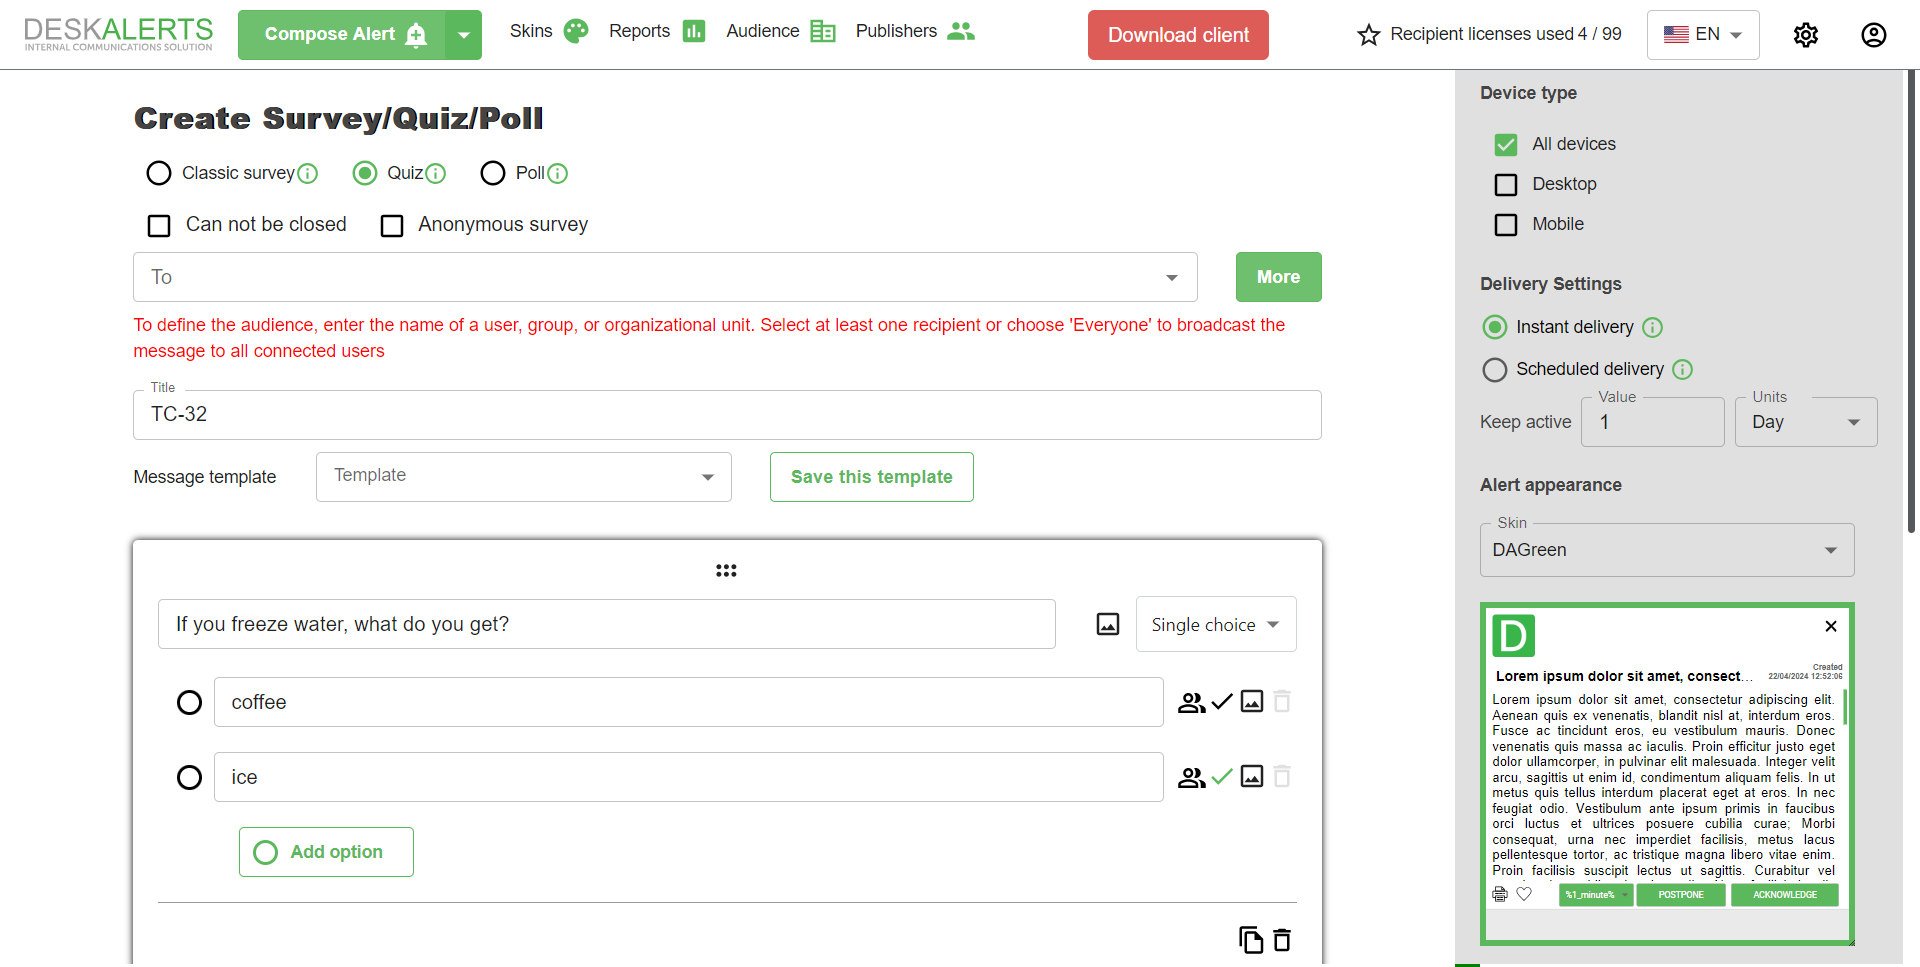 DESKALERTS
INTERNAL COMMUNICATIONS SOLUTION
Compose Alert
Skins
Reports
Audience
Publishers
Download client
Recipient licenses used 4 / 99
EN
Create Survey/Quiz/Poll
Classic survey
Quiz
Poll
Can not be closed
Anonymous survey
To
More
To define the audience, enter the name of a user, group, or organizational unit. Select at least one recipient or choose 'Everyone' to broadcast the
message to all connected users
Title
TC-32
Message template
Template
Save this template
If you freeze water, what do you get?
Single choice
coffee
ice
Add option
Device type
All devices
Desktop
Mobile
Delivery Settings
Instant delivery
Scheduled delivery
Keep active
Value
1
Units
Day
Alert appearance
Skin
DAGreen
D
Created
Lorem ipsum dolor sit amet, consect...
22/04/2024 12:52:06
Lorem ipsum dolor sit amet, consectetur adipiscing elit.
Aenean quis ex venenatis, blandit nisl at, interdum eros.
Fusce ac tincidunt eros, eu vestibulum mauris. Donec
venenatis quis massa ac iaculis. Proin efficitur justo eget
dolor ullamcorper, in pulvinar elit malesuada. Integer velit
arcu, sagittis ut enim id, condimentum aliquam felis. In ut
metus quis tellus interdum placerat eget at eros. In nec
feugiat odio. Vestibulum ante ipsum primis in faucibus
orci luctus et ultrices posuere cubilia curae; Morbi
consequat, urna nec imperdiet facilisis, metus lacus
pellentesque tortor, ac tristique magna libero vitae enim.
Proin facilisis suscipit lectus ut sagittis. Curabitur vel
%1_minute%
POSTPONE
ACKNOWLEDGE